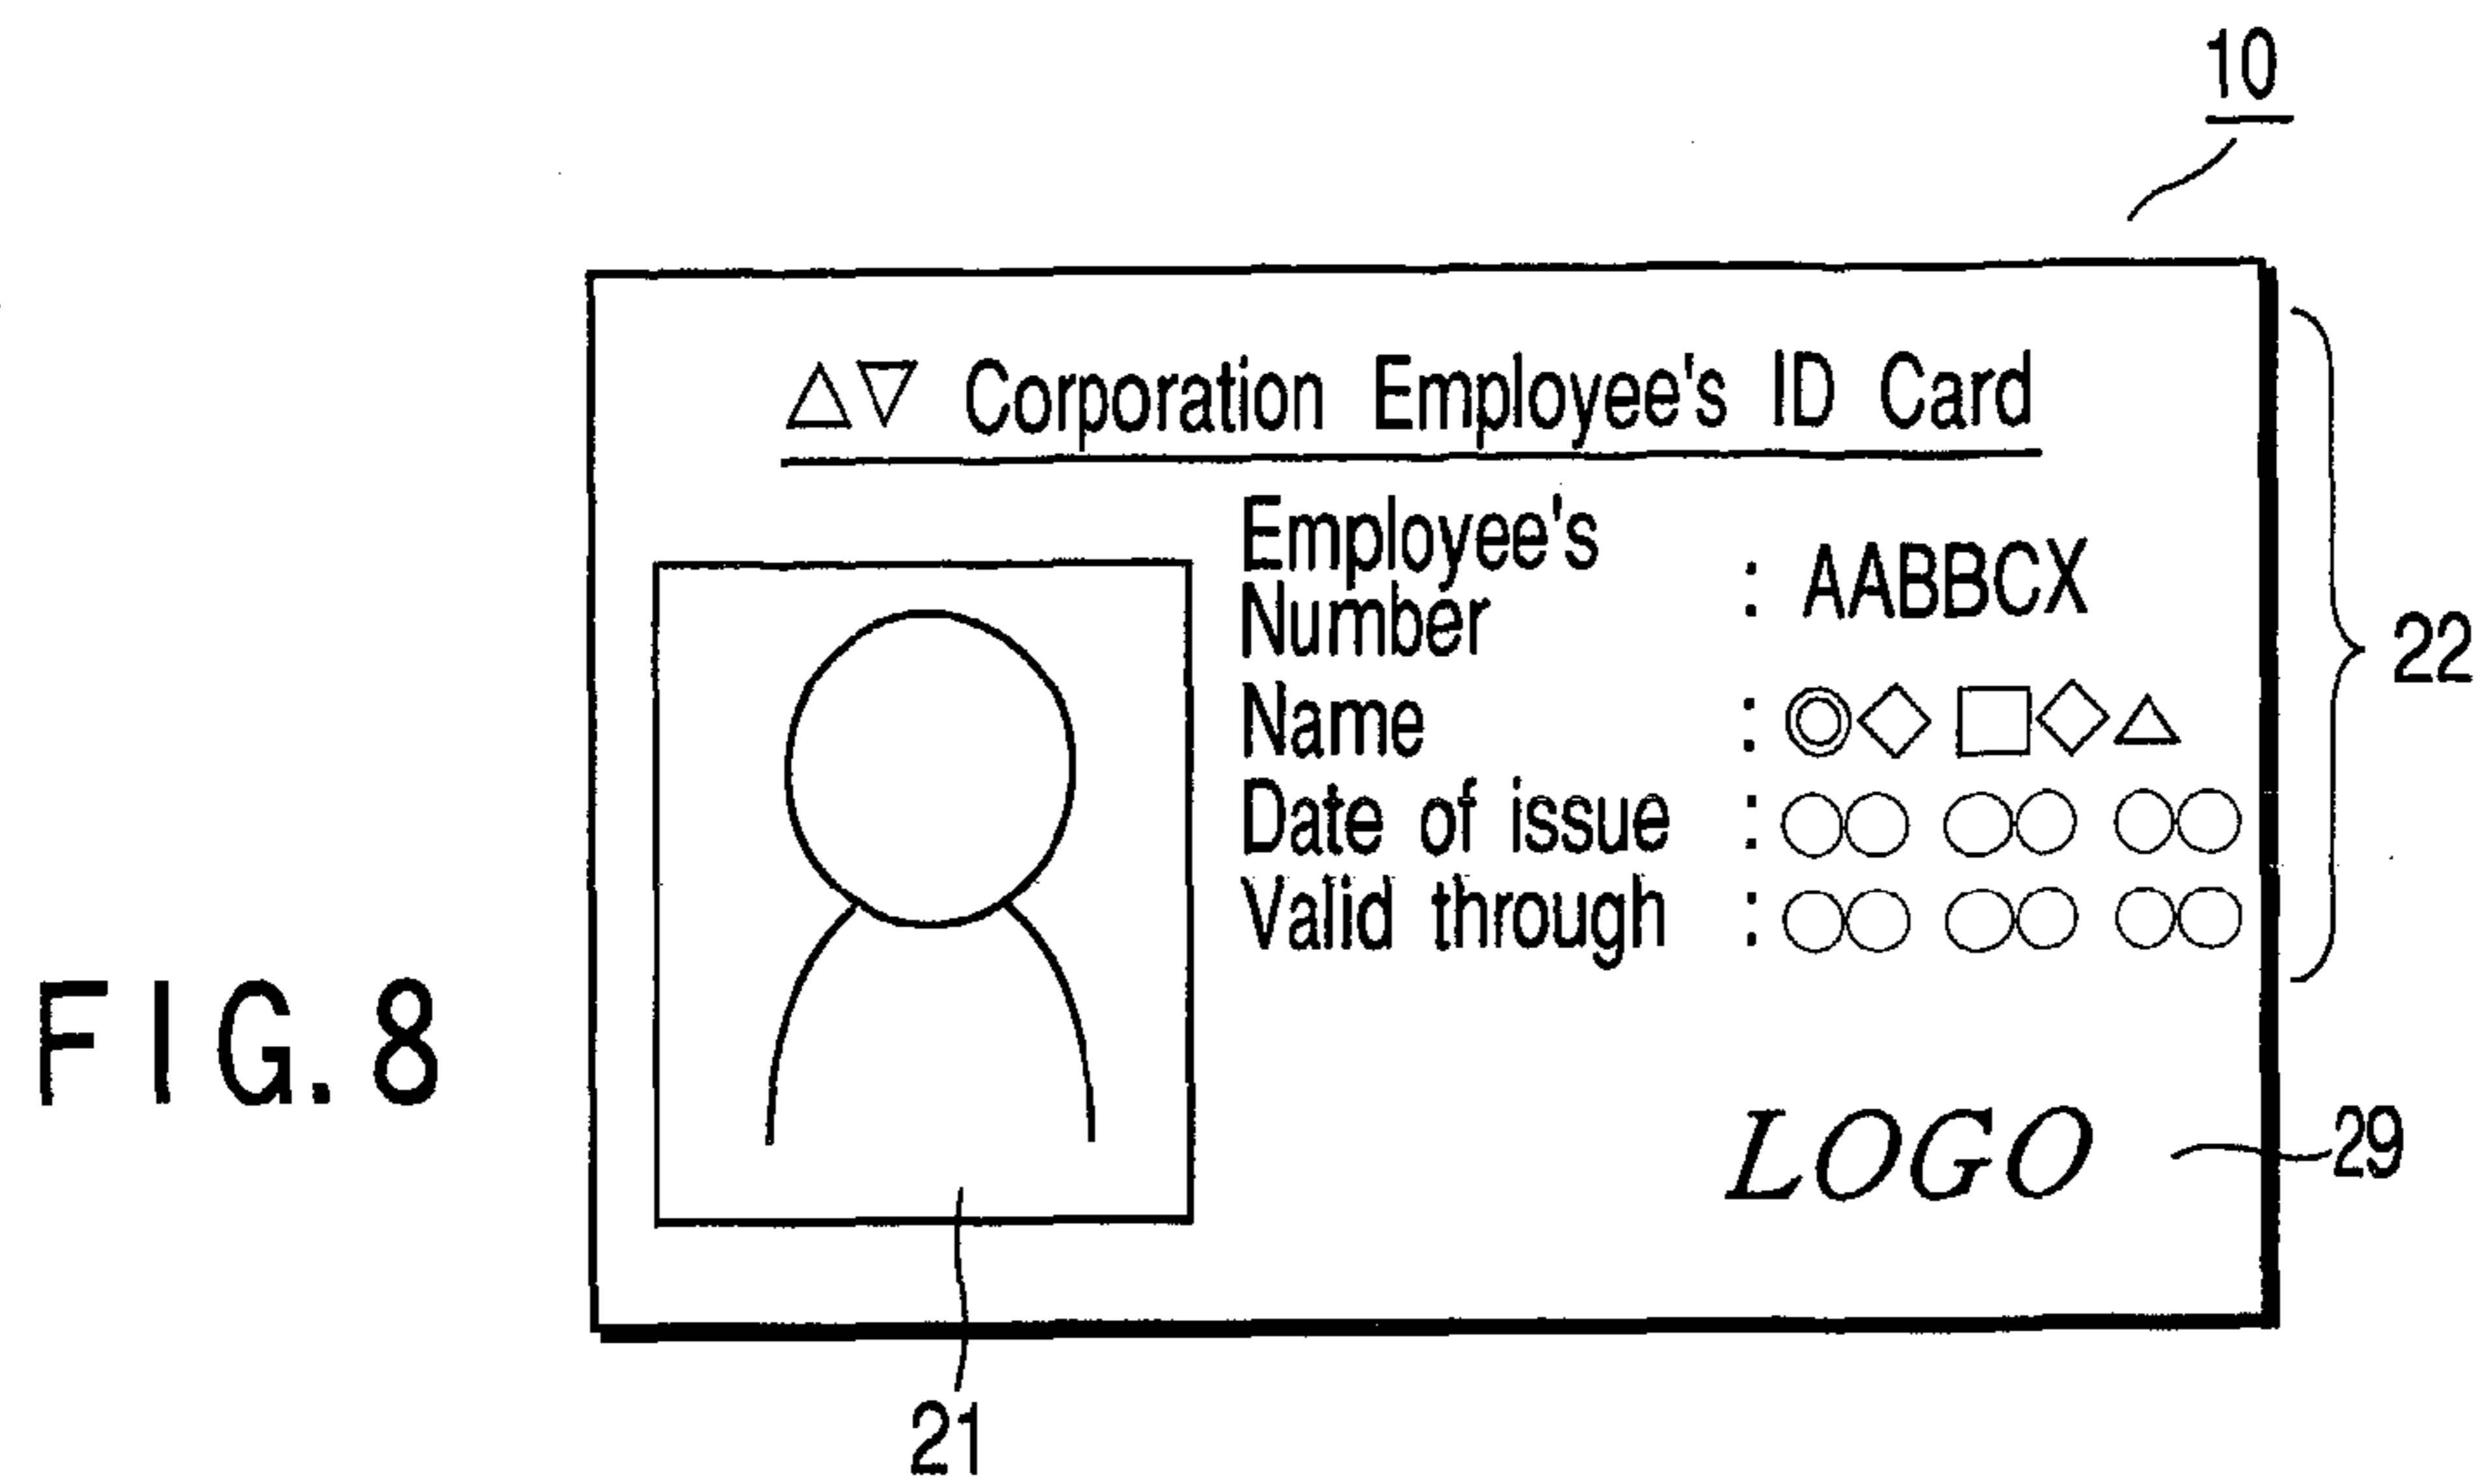 10
△▽ Corporation Employee's ID Card
Employee's
Number : AABBCX
Name : ◎◇ □◇△
Date of issue : ○○ ○○ ○○
Valid through : ○○ ○○ ○○
22
FIG.8
LOGO
29
21